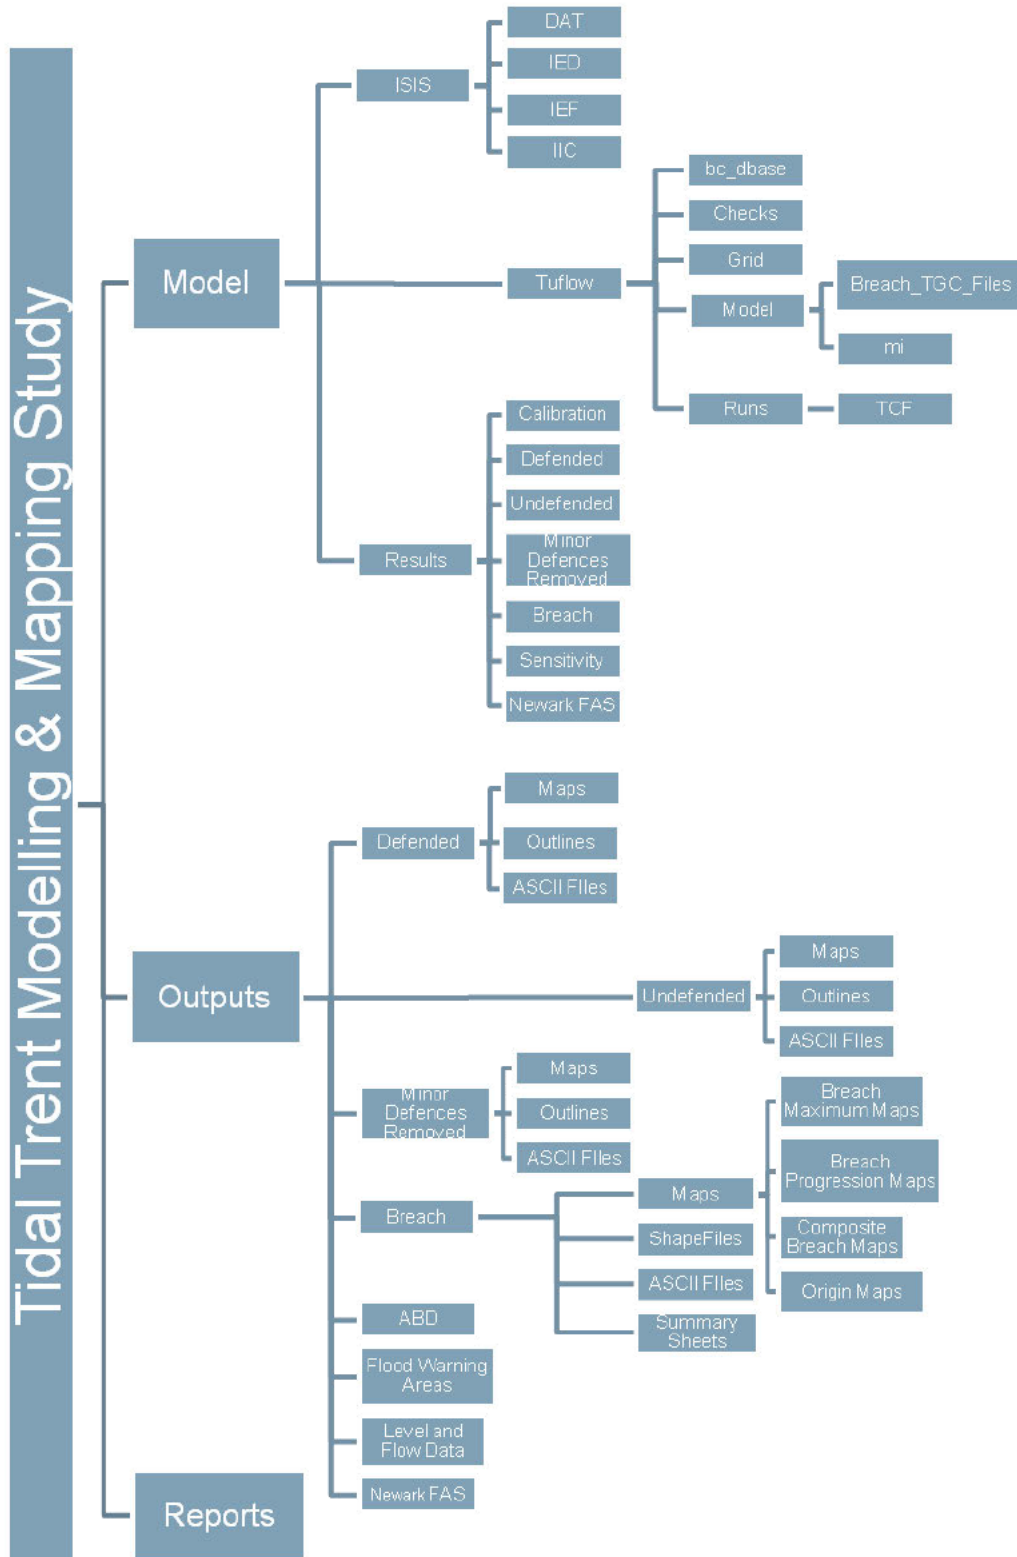 Tidal Trent Modelling & Mapping Study
Model
ISIS
DAT
IED
IEF
IIC
Tuflow
bc_dbase
Checks
Grid
Model
Breach_TGC_Files
mi
Runs
TCF
Results
Calibration
Defended
Undefended
Minor
Defences
Removed
Breach
Sensitivity
Newark FAS
Outputs
Defended
Maps
Outlines
ASCII FIles
Undefended
Maps
Outlines
ASCII FIles
Minor
Defences
Removed
Maps
Outlines
ASCII FIles
Breach
Maps
Breach
Maximum Maps
Breach
Progression Maps
Composite
Breach Maps
Origin Maps
ShapeFiles
ASCII FIles
Summary
Sheets
ABD
Flood Warning
Areas
Level and
Flow Data
Newark FAS
Reports